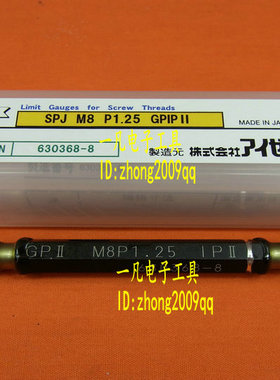 Limit Gauges for Screw Threads
SPJ M8 P1.25 GPIPII
MADE IN JA
N 630368-8
製造元 株式会社 アイゼ
一凡电子工具
ID:zhong2009qq
GPII M8P1.25 IPII
一凡电子工具
ID:zhong2009qq